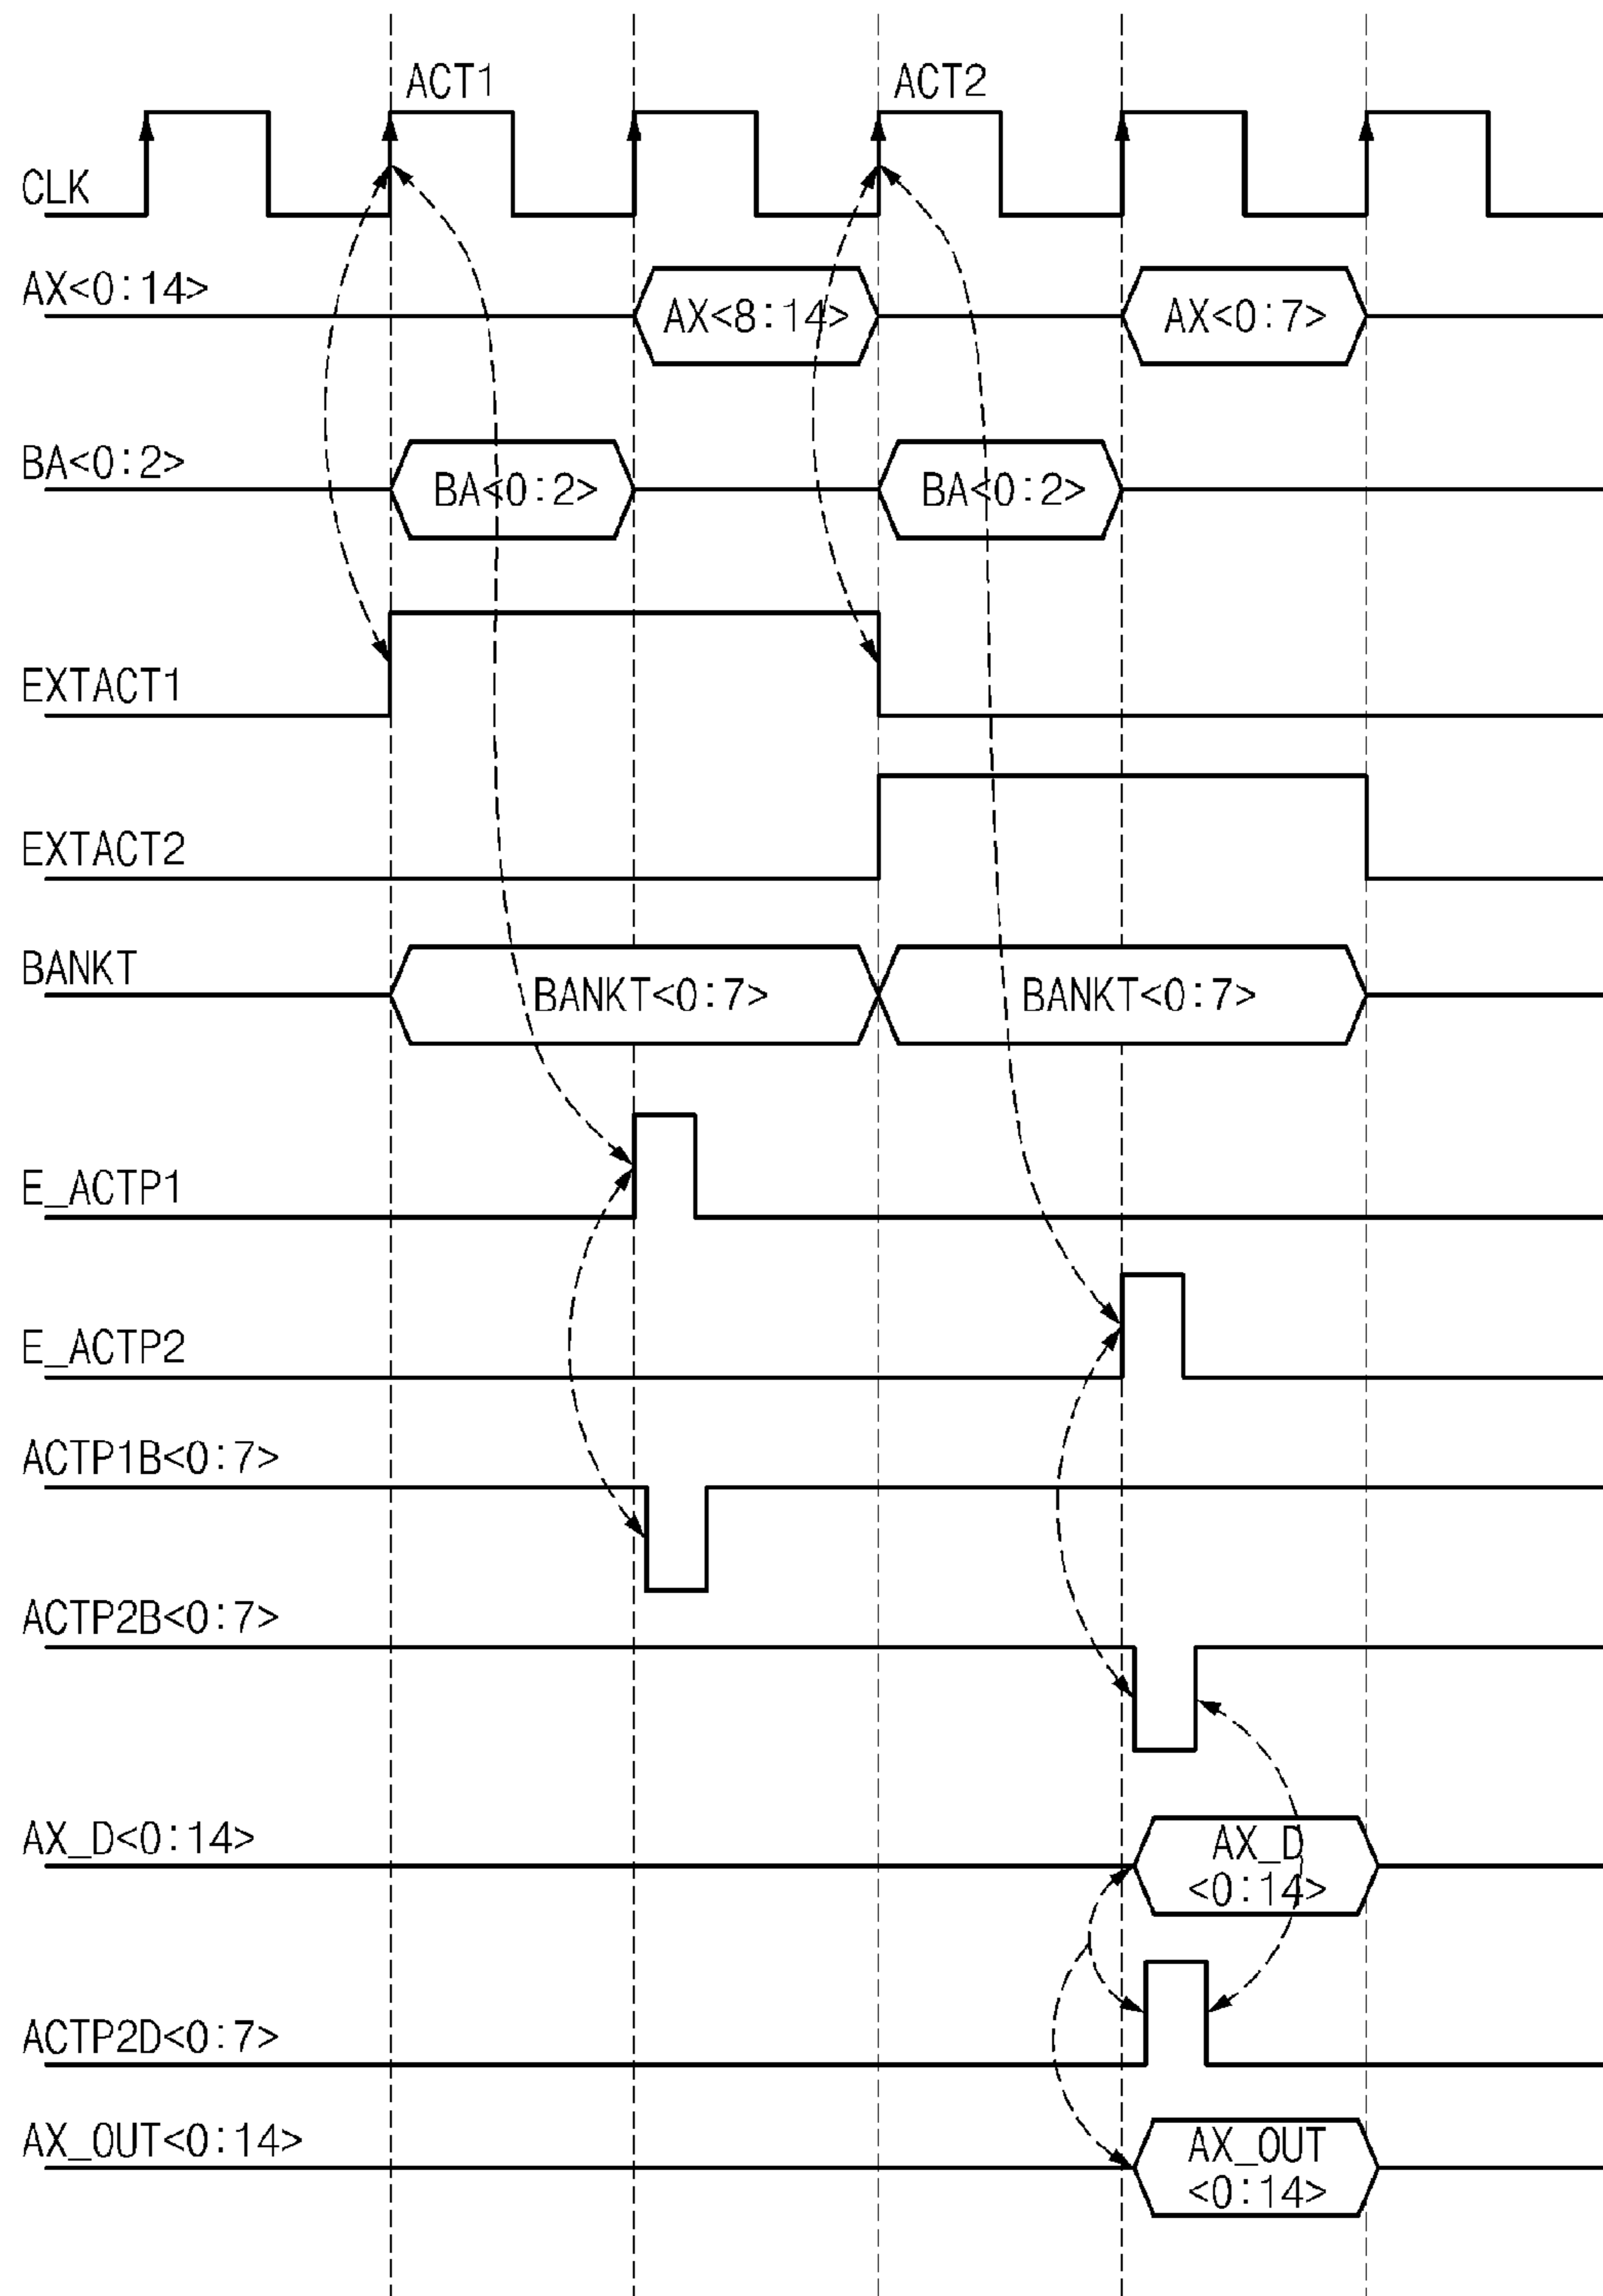 ACT1 ACT2
CLK
AX<0:14>
AX<8:14> AX<0:7>
BA<0:2>
BA<0:2> BA<0:2>
EXTACT1
EXTACT2
BANKT
BANKT<0:7> BANKT<0:7>
E_ACTP1
E_ACTP2
ACTP1B<0:7>
ACTP2B<0:7>
AX_D<0:14>
AX_D
<0:14>
ACTP2D<0:7>
AX_OUT<0:14>
AX_OUT
<0:14>